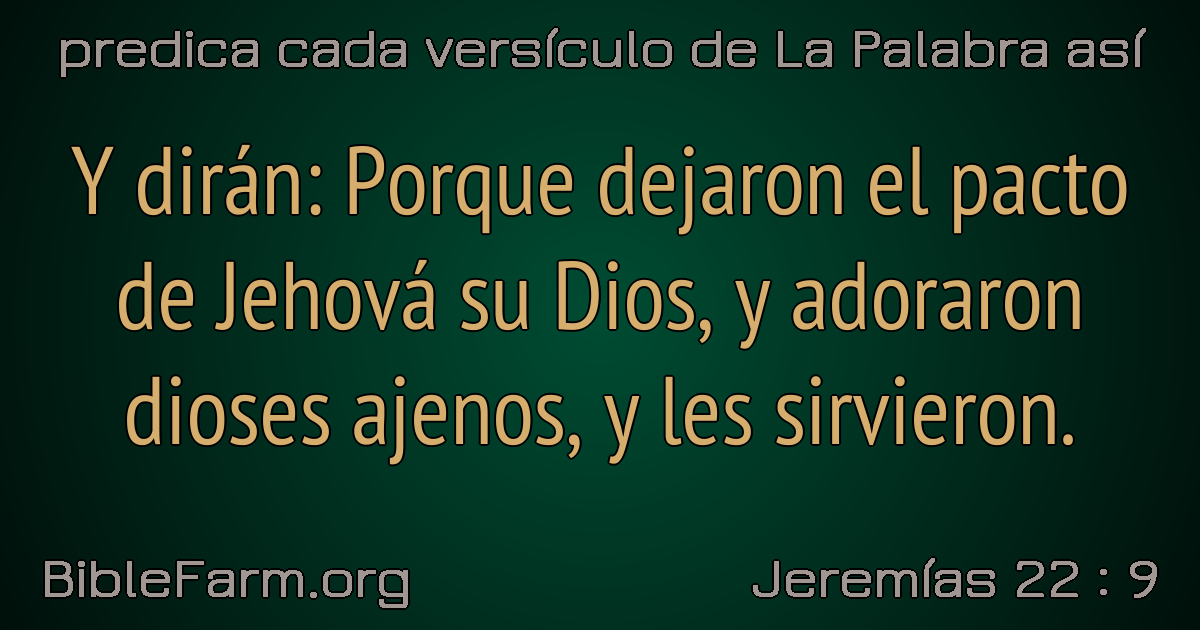 predica cada versículo de La Palabra así
Y dirán: Porque dejaron el pacto
de Jehová su Dios, y adoraron
dioses ajenos, y les sirvieron.
BibleFarm.org
Jeremías 22 : 9